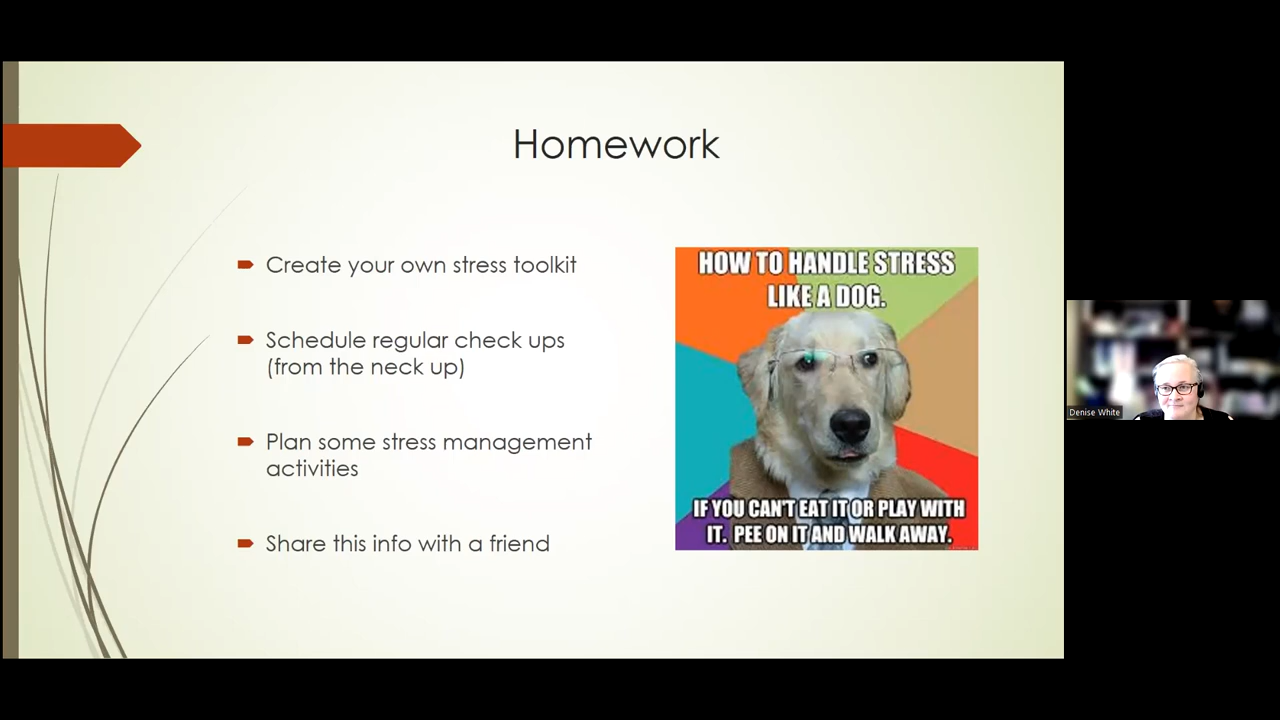 Homework
Create your own stress toolkit
Schedule regular check ups
(from the neck up)
Plan some stress management
activities
Share this info with a friend
HOW TO HANDLE STRESS
LIKE A DOG.
IF YOU CAN'T EAT IT OR PLAY WITH
IT. PEE ON IT AND WALK AWAY.
Denise White